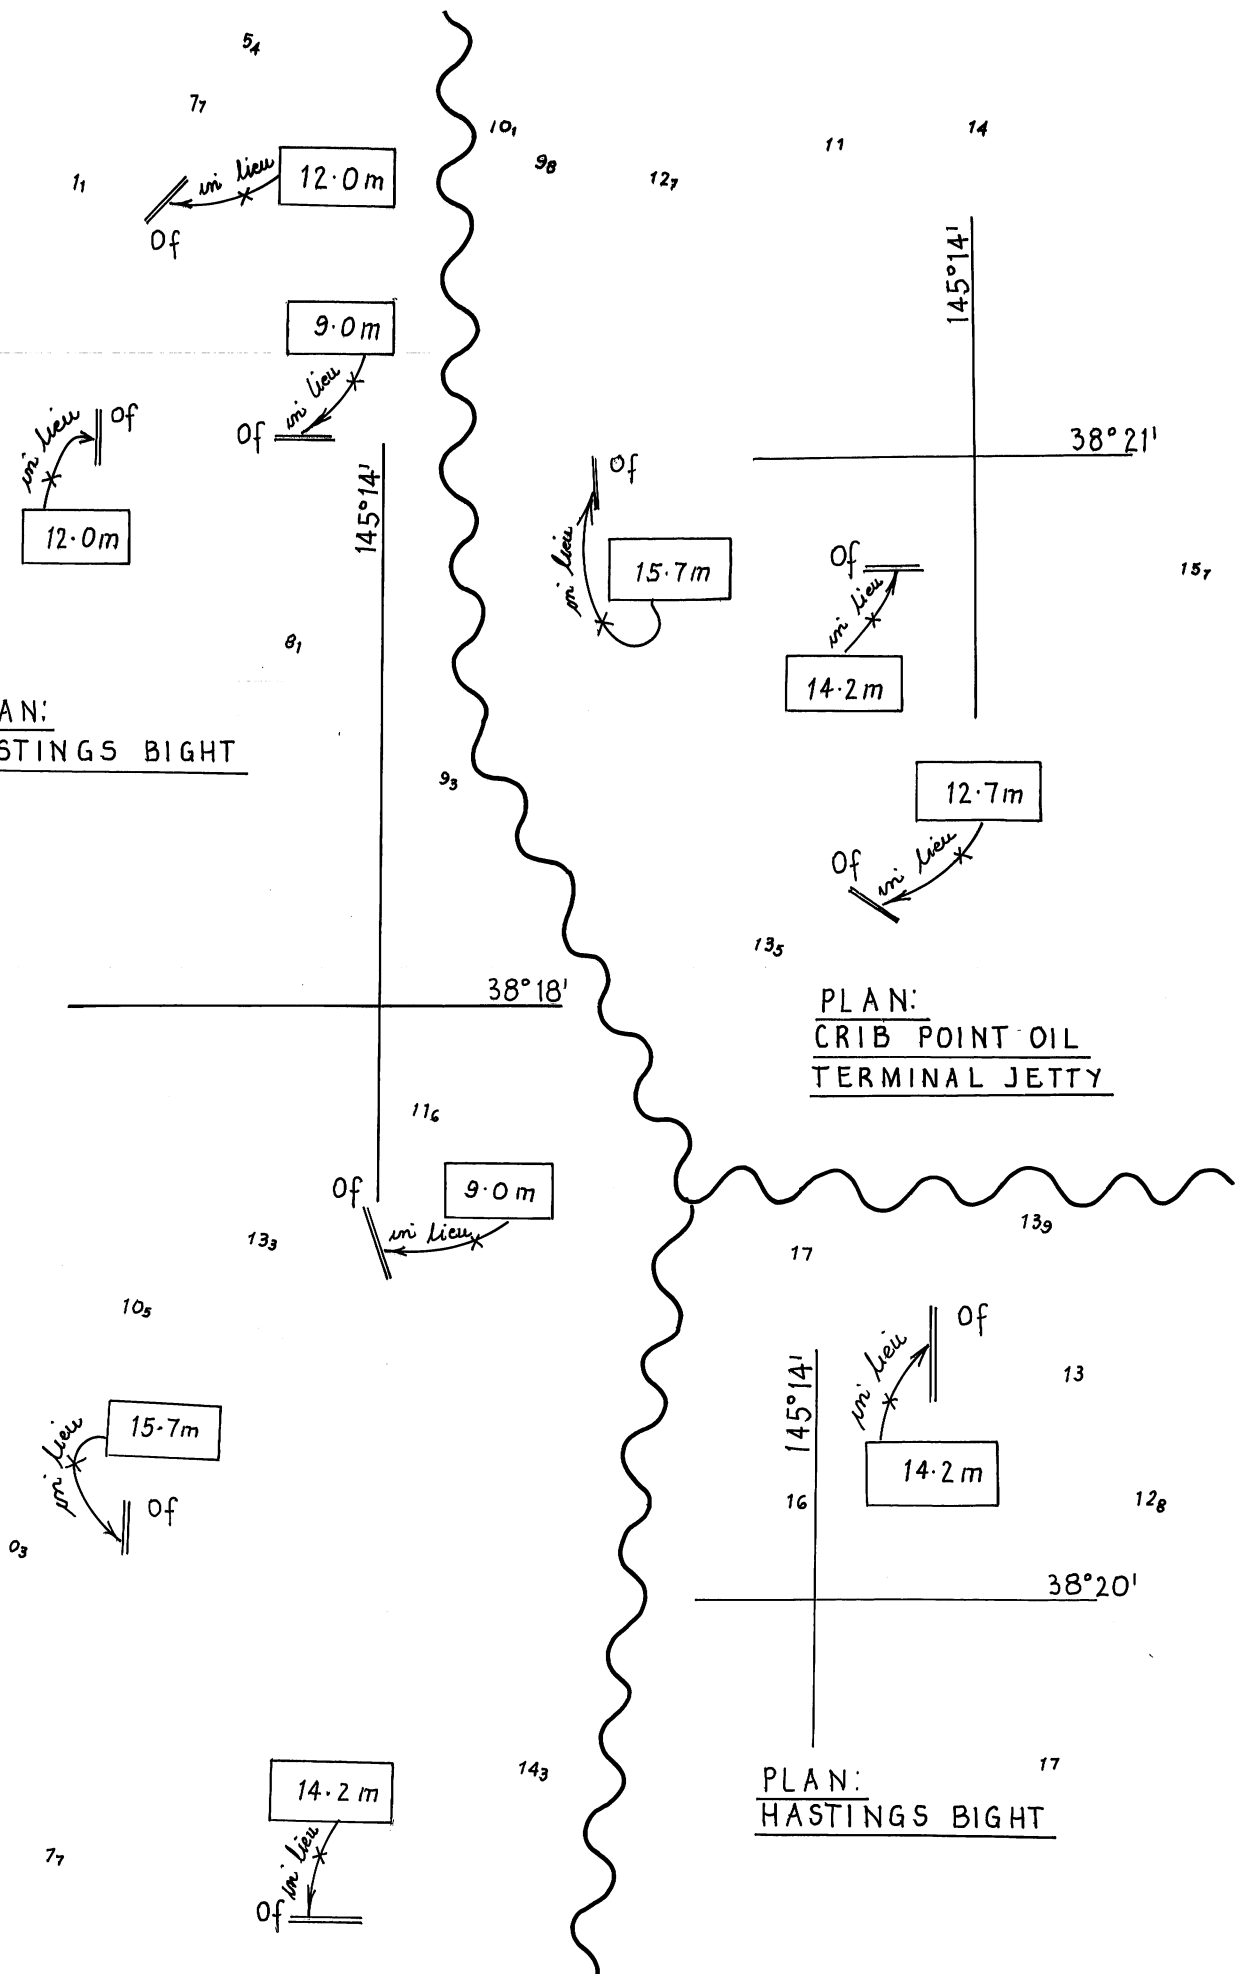 5₄
7₇
1₁
in lieu
12.0m
Of
9.0m
in lieu
Of
in lieu
Of
12.0m
145°14'
8₁
AN:
STINGS BIGHT
9₃
38°18'
11₆
Of
9.0m
in lieu
13₃
10₅
15.7m
in lieu
Of
0₃
14.2m
in lieu
Of
14₃
7₇
10₁
9₈
12₇
11
14
145°14'
38°21'
Of
in lieu
15.7m
Of
in lieu
14.2m
15₇
12.7m
Of
in lieu
13₅
PLAN:
CRIB POINT OIL
TERMINAL JETTY
13₉
17
Of
in lieu
145°14'
13
14.2m
16
12₈
38°20'
17
PLAN:
HASTINGS BIGHT